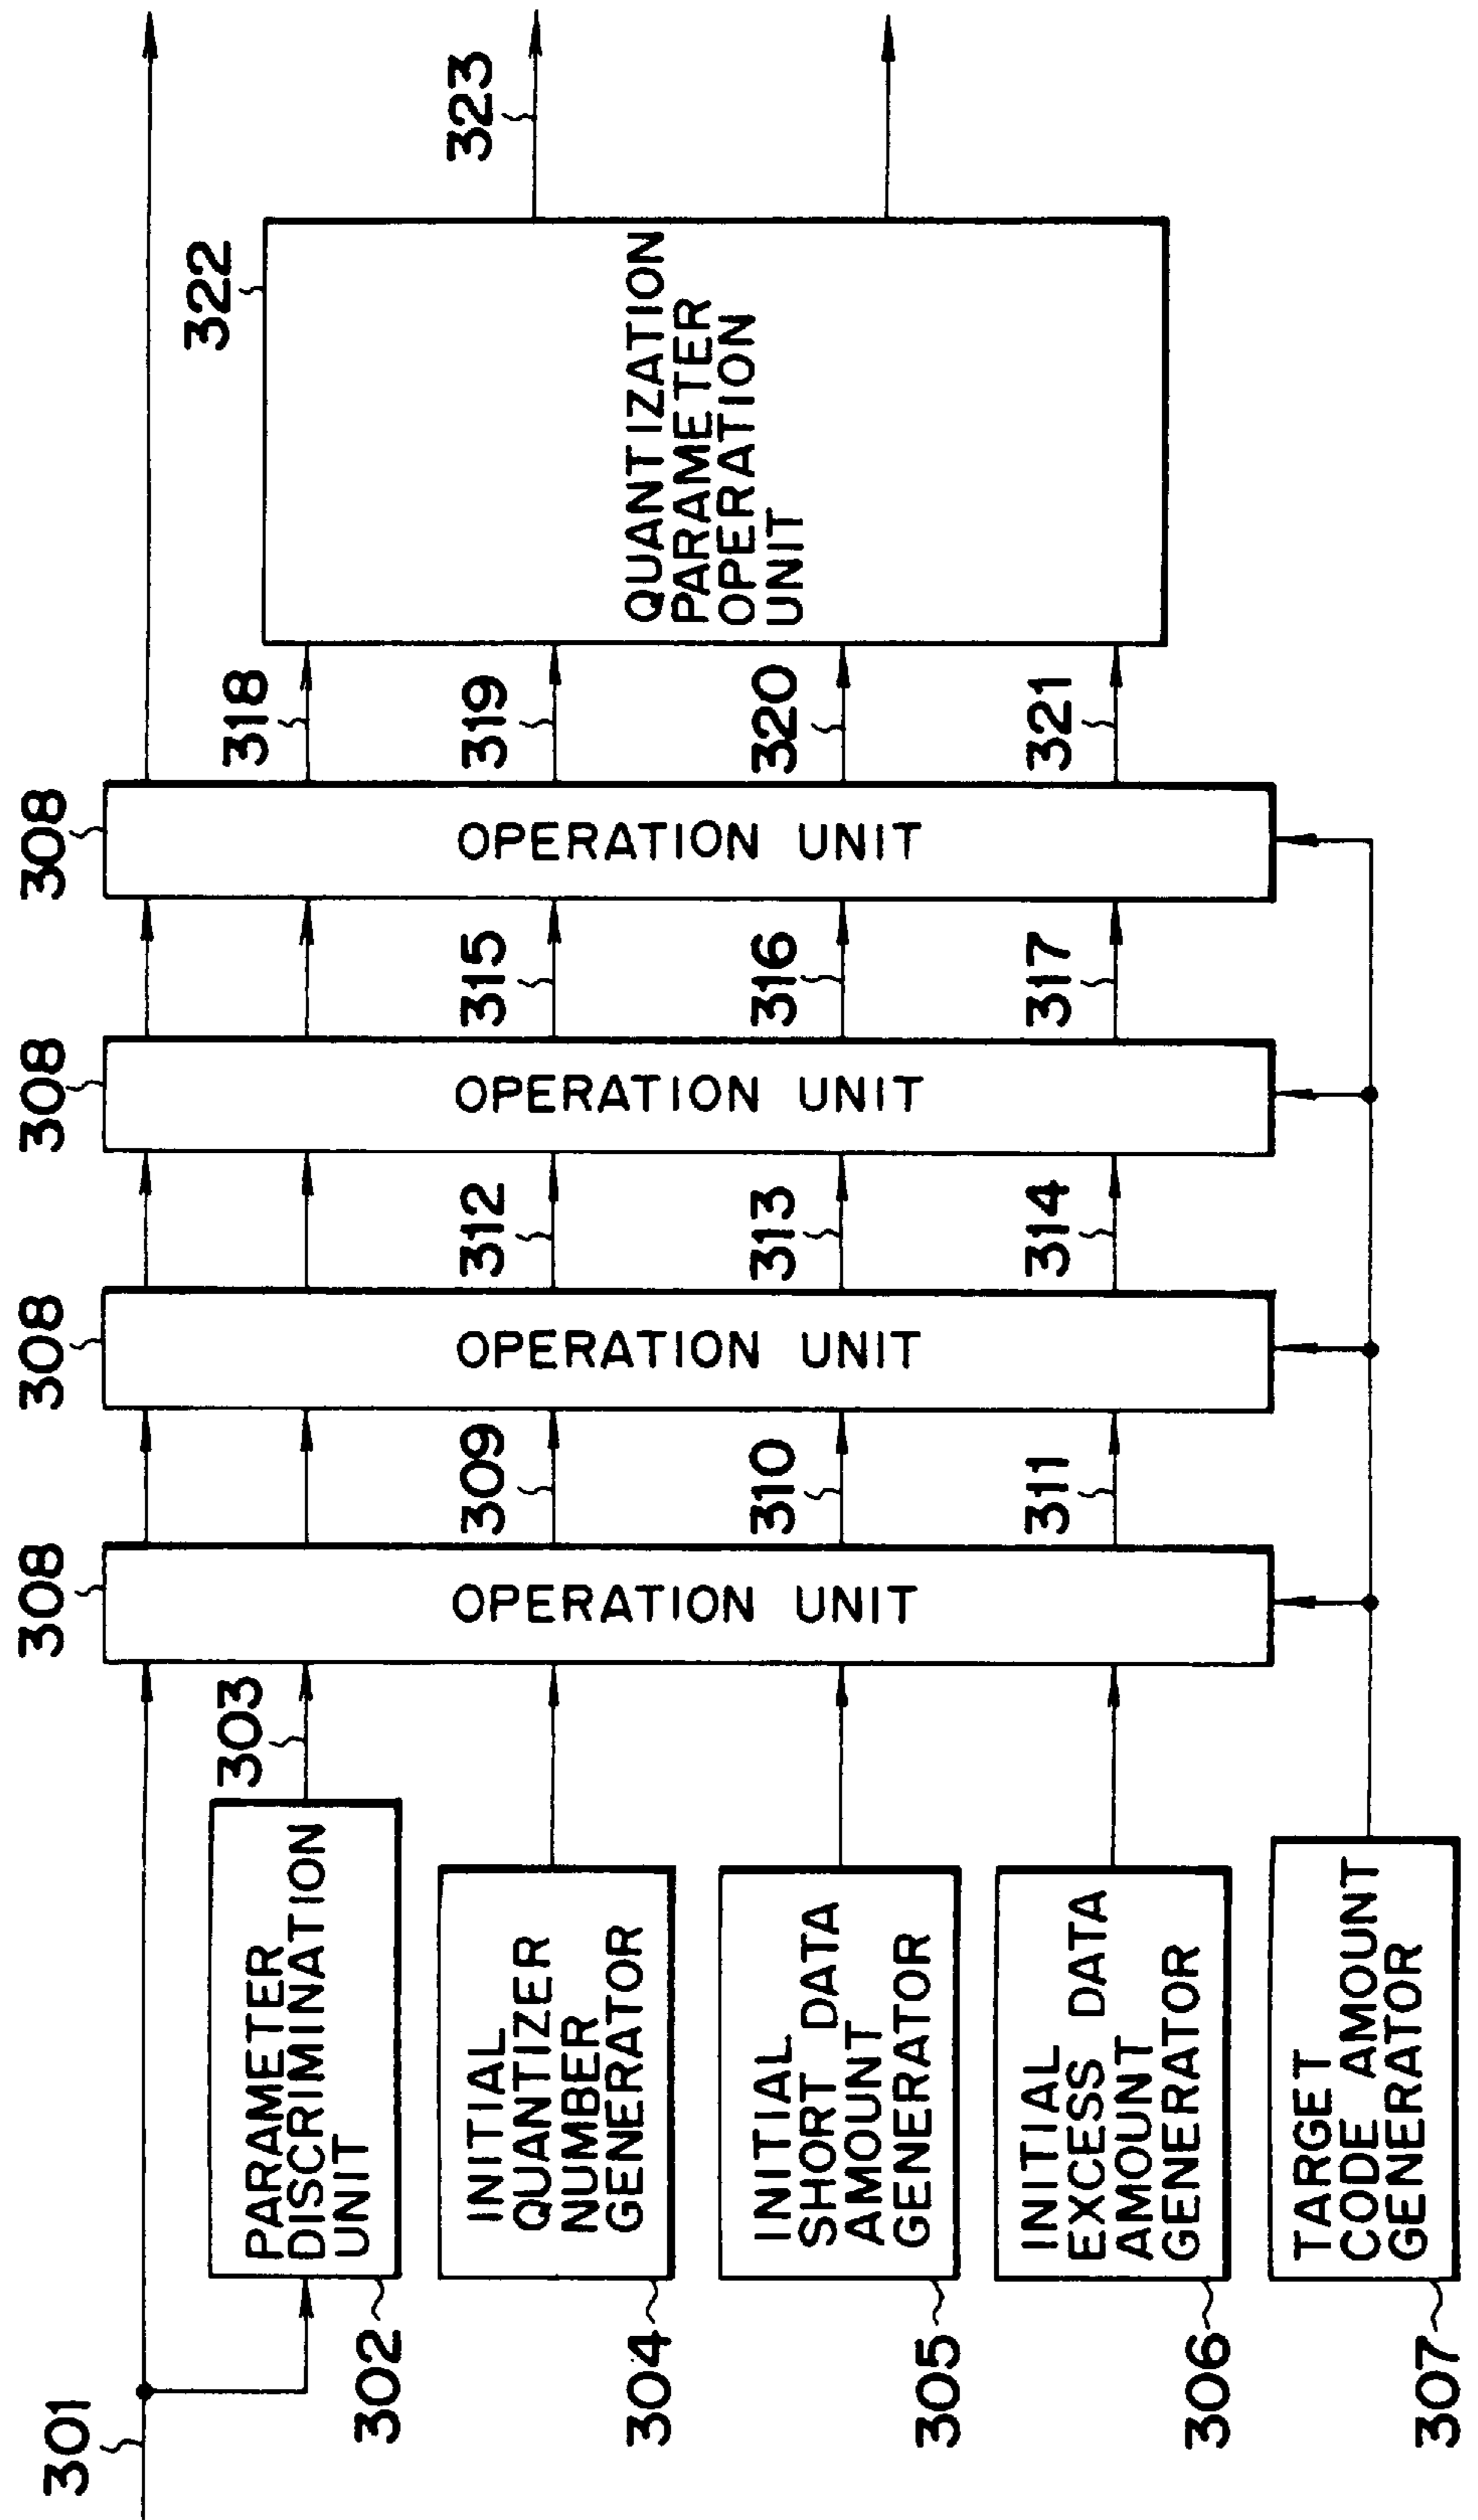 301
302
PARAMETER
DISCRIMINATION
UNIT
303
304
INITIAL
QUANTIZER
NUMBER
GENERATOR
305
INITIAL
SHORT DATA
AMOUNT
GENERATOR
306
INITIAL
EXCESS DATA
AMOUNT
GENERATOR
307
TARGET
CODE AMOUNT
GENERATOR
308
OPERATION UNIT
309
310
311
308
OPERATION UNIT
312
313
314
308
OPERATION UNIT
315
316
317
308
OPERATION UNIT
318
319
320
321
322
QUANTIZATION
PARAMETER
OPERATION
UNIT
323